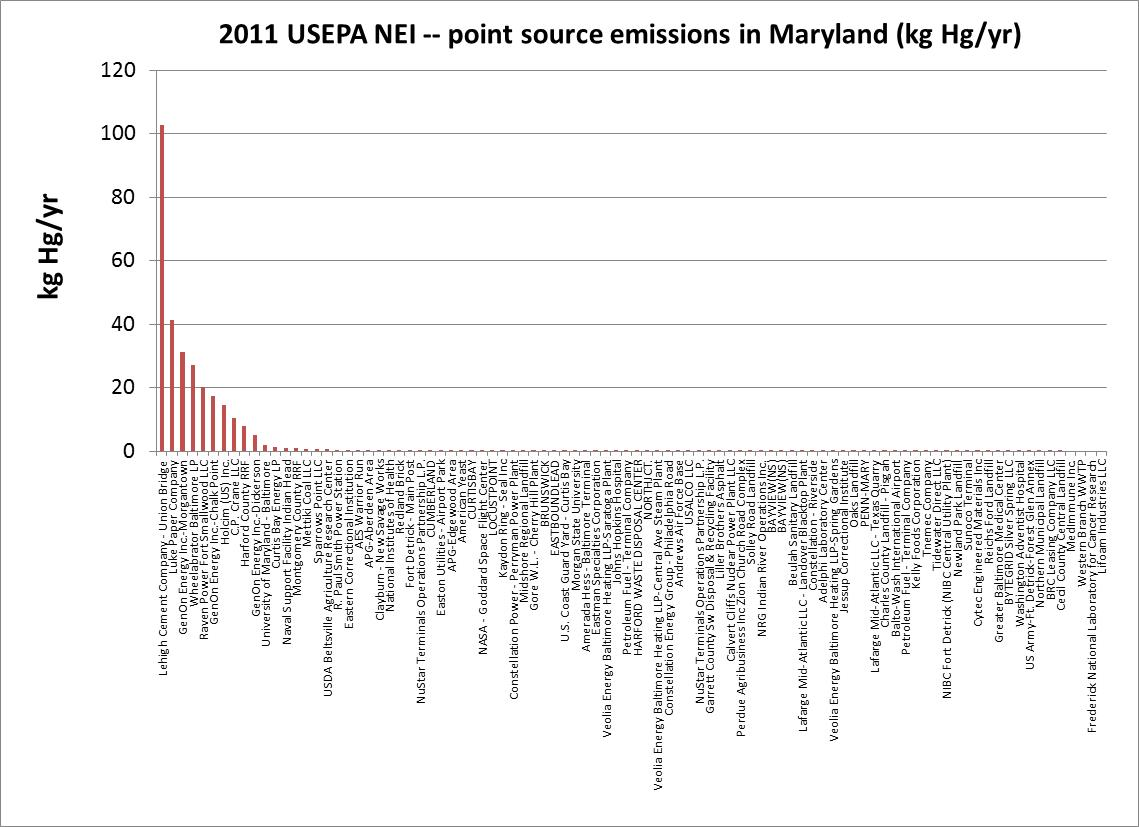 2011 USEPA NEI -- point source emissions in Maryland (kg Hg/yr)
kg Hg/yr
120
100
80
60
40
20
0
Lehigh Cement Company - Union Bridge
Luke Paper Company
GenOn Energy Inc-Morgantown
Wheelabrator Baltimore LP
Raven Power Fort Smallwood LLC
GenOn Energy Inc.-Chalk Point
Holcim (US) Inc.
C.P. Crane LLC
Harford County RRF
GenOn Energy Inc.-Dickerson
University of Maryland - Baltimore
Curtis Bay Energy LP
Naval Support Facility Indian Head
Montgomery County RRF
Mettiki Coal LLC
Sparrows Point LLC
USDA Beltsville Agriculture Research Center
R. Paul Smith Power Station
Eastern Correctional Institution
AES Warrior Run
APG-Aberdeen Area
Clayburn - New Savage Works
National Institutes of Health
Redland Brick
Fort Detrick - Main Post
NuStar Terminals Operations Partnership L.P.
CUMBERLAND
Easton Utilities - Airport Park
APG-Edgewood Area
American Yeast
CURTISBAY
NASA - Goddard Space Flight Center
LOCUSTPOINT
Kaydon Ring - Seal Inc
Constellation Power - Perryman Power Plant
Midshore Regional Landfill
Gore W.L. - Cherry Hill Plant
BRUNSWICK
EASTBOUNDLEAD
U.S. Coast Guard Yard - Curtis Bay
Morgan State University
Amerada Hess - Baltimore Terminal
Eastman Specialties Corporation
Veolia Energy Baltimore Heating LLP-Saratoga Plant
Johns Hopkins Hospital
Petroleum Fuel - Terminal Company
HARFORD WASTE DISPOSAL CENTER
NORTHJCT
Veolia Energy Baltimore Heating LLP-Central Ave Steam Plant
Constellation Energy Group - Philadelphia Road
Andrews Air Force Base
USALCO LLC
NuStar Terminals Operations Partnership L.P.
Garrett County SW Disposal & Recycling Facility
Liller Brothers Asphalt
Calvert Cliffs Nuclear Power Plant LLC
Perdue Agribusiness Inc Zion Church Road Complex
Solley Road Landfill
NRG Indian River Operations Inc.
BAYVIEW(NS)
BAYVIEW(NS)
Beulah Sanitary Landfill
Lafarge Mid-Atlantic LLC - Landover Blacktop Plant
Constellation - Riverside
Adelphi Laboratory Center
Veolia Energy Baltimore Heating LLP-Spring Gardens
Jessup Correctional Institute
Oaks Landfill
PENN-MARY
Lafarge Mid-Atlantic LLC - Texas Quarry
Charles County Landfill - Pisgah
Balto-Wash International Airport
Petroleum Fuel - Terminal Company
Kelly Foods Corporation
Tnemec Company
Tidewater Direct LLC
NIBC Fort Detrick (NIBC Central Utility Plant)
Newland Park Landfill
Sunoco Terminal
Cytec Engineered Materials Inc
Reichs Ford Landfill
Greater Baltimore Medical Center
BYTEGRID Silver Spring LLC
Washington Adventist Hospital
US Army-Ft. Detrick-Forest Glen Annex
Northern Municipal Landfill
BRC Leasing Company LLC
Cecil County Central Landfill
MedImmune Inc.
Western Branch WWTP
Frederick National Laboratory for Cancer Research
Lifoam Industries LLC